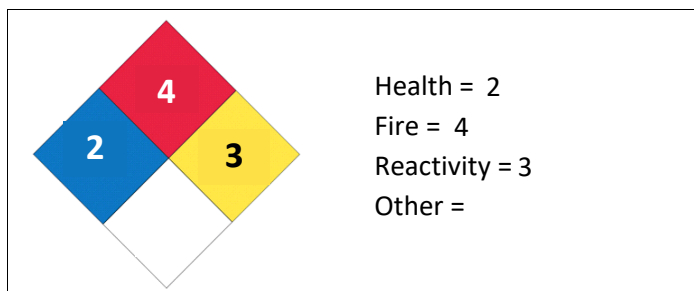 4
2
3
Health = 2
Fire = 4
Reactivity = 3
Other =